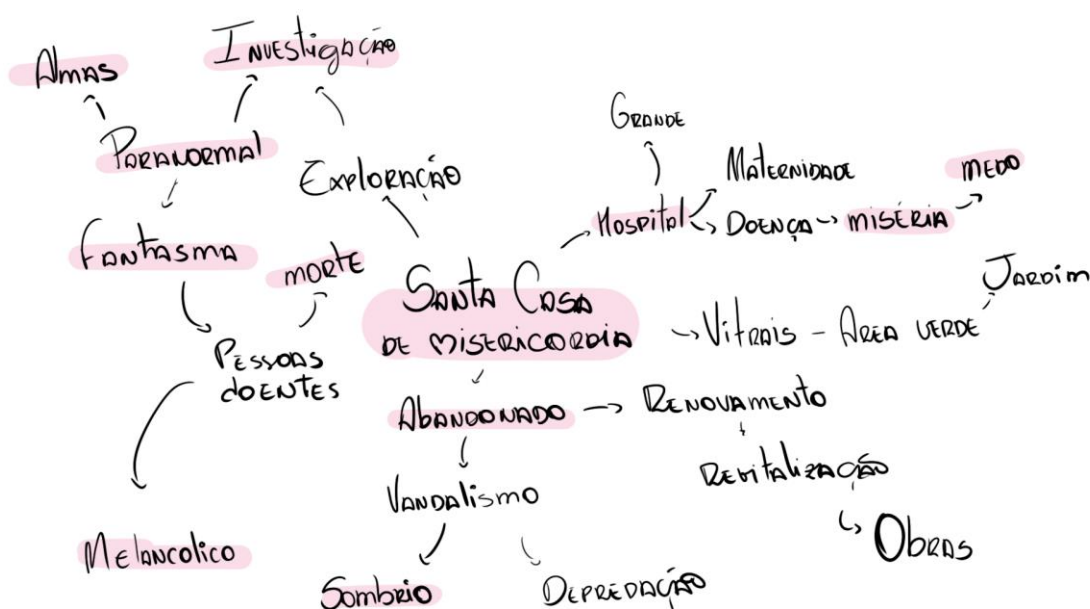 Almas
Investigação
Paranormal
Exploração
Fantasma
morte
Pessoas
doentes
Melancolico
Grande
Hospital
Maternidade
Doença
miséria
medo
Santa Casa
de misericordia
Vitrais - Area verde
Jardim
Abandonado
Renovamento
Revitalização
Obras
Vandalismo
Sombrio
Depredação